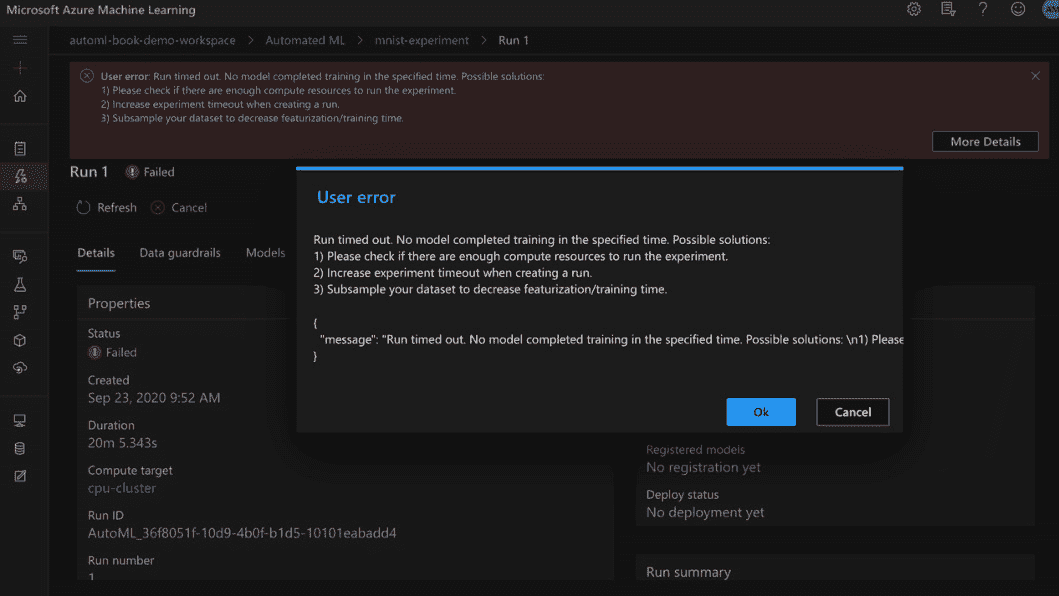 Microsoft Azure Machine Learning
automl-book-demo-workspace > Automated ML > mnist-experiment > Run 1
User error: Run timed out. No model completed training in the specified time. Possible solutions:
1) Please check if there are enough compute resources to run the experiment.
2) Increase experiment timeout when creating a run.
3) Subsample your dataset to decrease featurization/training time.
More Details
Run 1 Failed
Refresh Cancel
Details Data guardrails Models
User error
Run timed out. No model completed training in the specified time. Possible solutions:
1) Please check if there are enough compute resources to run the experiment.
2) Increase experiment timeout when creating a run.
3) Subsample your dataset to decrease featurization/training time.
{
"message": "Run timed out. No model completed training in the specified time. Possible solutions: \n1) Please
}
Ok Cancel
Properties
Status
Failed
Created
Sep 23, 2020 9:52 AM
Duration
20m 5.343s
Compute target
cpu-cluster
Run ID
AutoML_36f8051f-10d9-4b0f-b1d5-10101eabadd4
Run number
1
Registered models
No registration yet
Deploy status
No deployment yet
Run summary